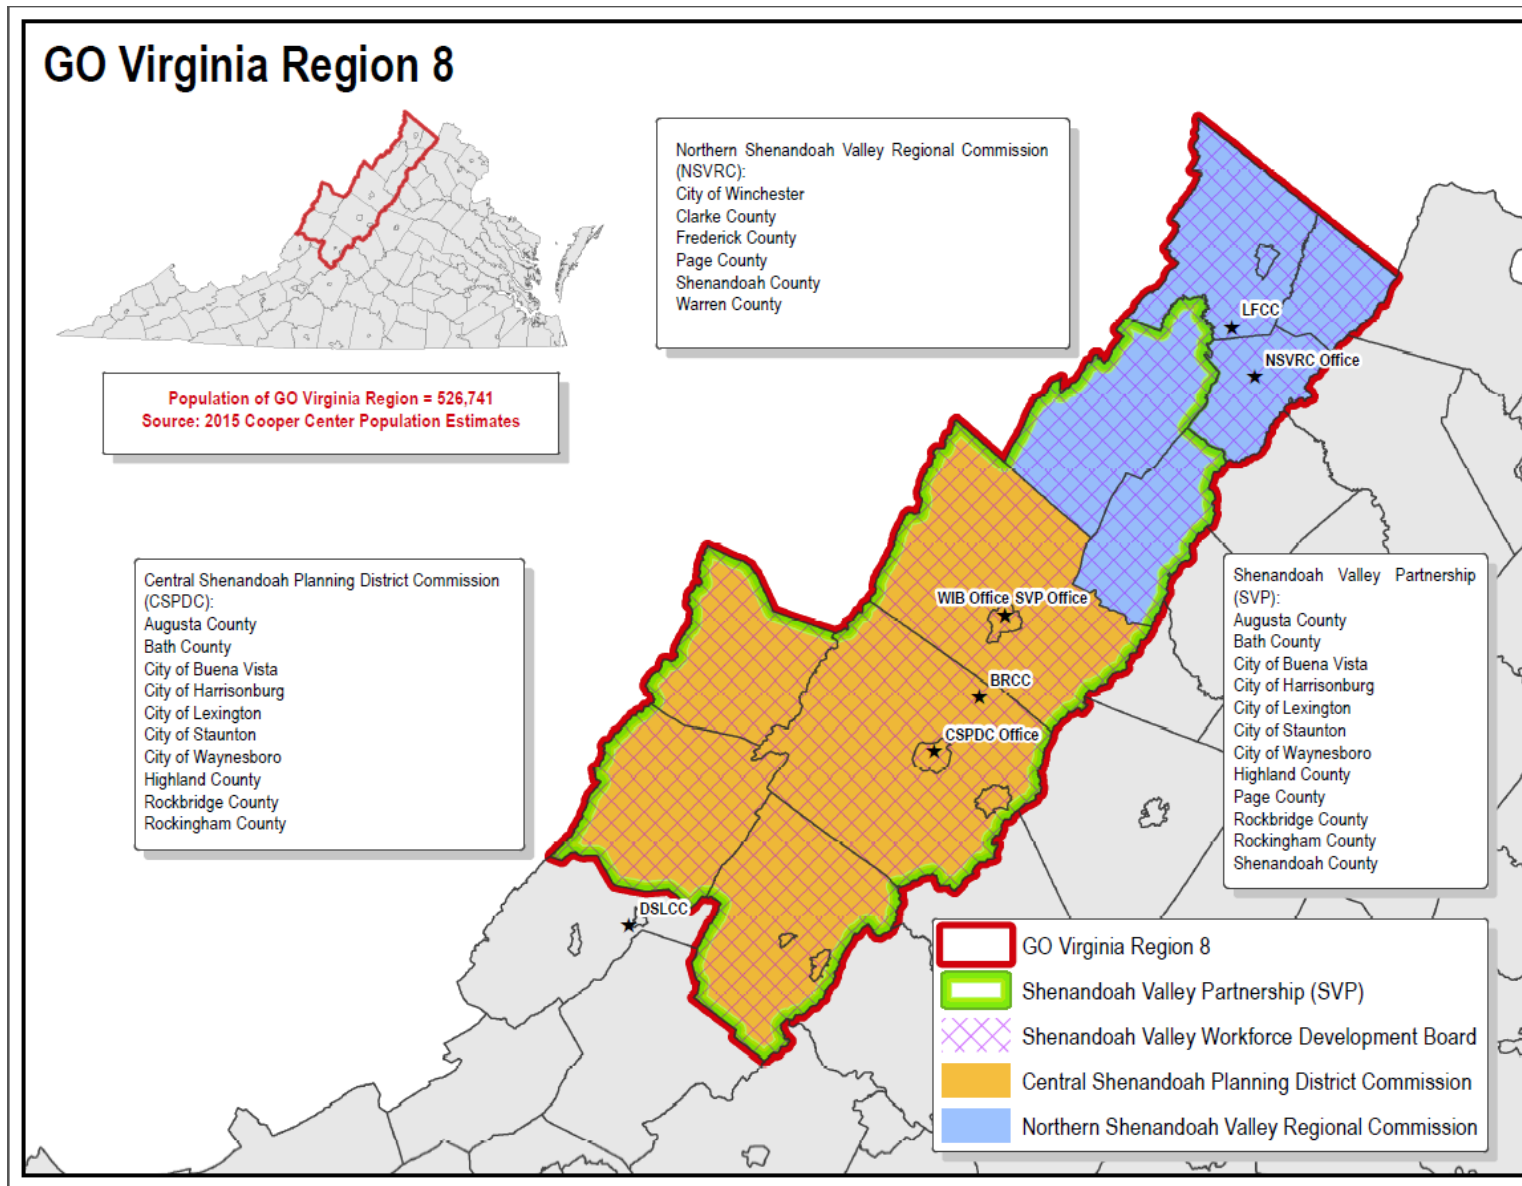 GO Virginia Region 8
Northern Shenandoah Valley Regional Commission
(NSVRC):
City of Winchester
Clarke County
Frederick County
Page County
Shenandoah County
Warren County
Population of GO Virginia Region = 526,741
Source: 2015 Cooper Center Population Estimates
LFCC
NSVRC Office
Central Shenandoah Planning District Commission
(CSPDC):
Augusta County
Bath County
City of Buena Vista
City of Harrisonburg
City of Lexington
City of Staunton
City of Waynesboro
Highland County
Rockbridge County
Rockingham County
WIB Office SVP Office
BRCC
CSPDC Office
DSLCC
Shenandoah Valley Partnership
(SVP):
Augusta County
Bath County
City of Buena Vista
City of Harrisonburg
City of Lexington
City of Staunton
City of Waynesboro
Highland County
Page County
Rockbridge County
Rockingham County
Shenandoah County
GO Virginia Region 8
Shenandoah Valley Partnership (SVP)
Shenandoah Valley Workforce Development Board
Central Shenandoah Planning District Commission
Northern Shenandoah Valley Regional Commission